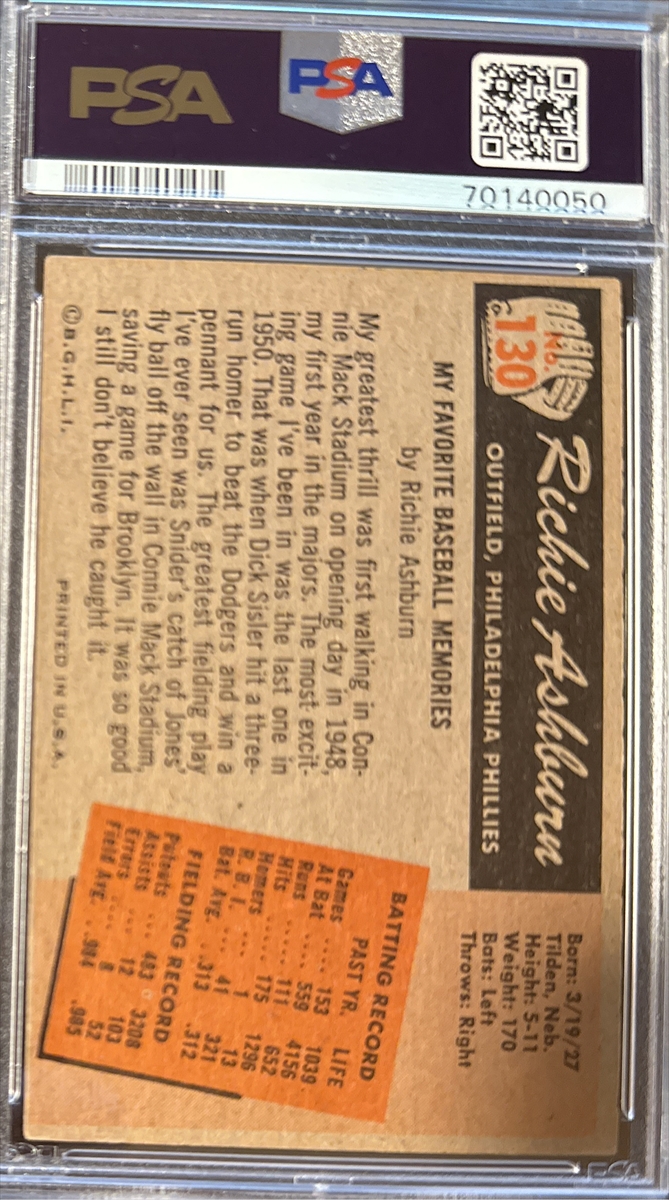 PSA
PSA
70140050
No.
130
Richie Ashburn
OUTFIELD, PHILADELPHIA PHILLIES
Born: 3/19/27
Tilden, Neb.
Height: 5-11
Weight: 170
Bats: Left
Throws: Right
MY FAVORITE BASEBALL MEMORIES
by Richie Ashburn
My greatest thrill was first walking in Con-
nie Mack Stadium on opening day in 1948,
my first year in the majors. The most excit-
ing game I've been in was the last one in
1950. That was when Dick Sisler hit a three-
run homer to beat the Dodgers and win a
pennant for us. The greatest fielding play
I've ever seen was Snider's catch of Jones'
fly ball off the wall in Connie Mack Stadium,
saving a game for Brooklyn. It was so good
I still don't believe he caught it.
©B.G.H.L.I.
PRINTED IN U.S.A.
BATTING RECORD
PAST YR. LIFE
Games .... 153 1039
At Bat .... 559 4156
Runs ..... 111 652
Hits ..... 175 1296
Homers .... 1 13
R. B. I. ... 41 321
Bat. Avg. .. .313 .312
FIELDING RECORD
Putouts ... 483 3208
Assists ... 12 103
Errors .... 8 52
Field Avg. .. .984 .985